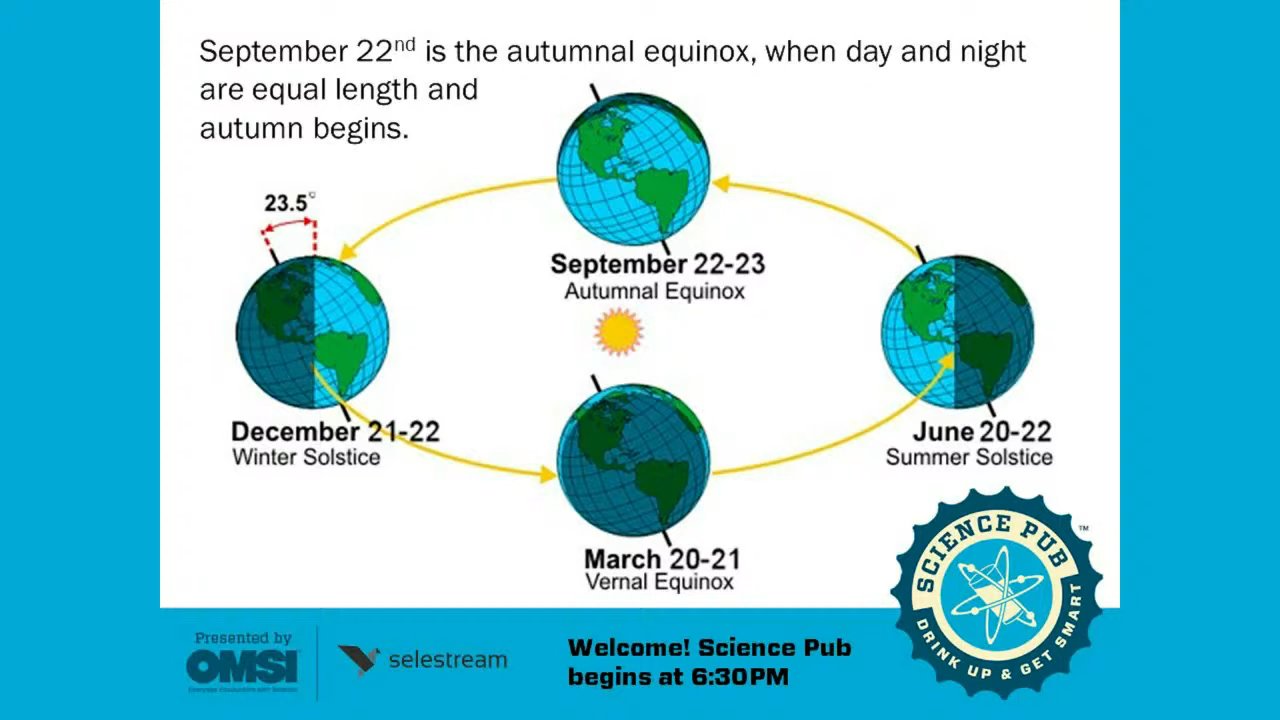 September 22nd is the autumnal equinox, when day and night
are equal length and
autumn begins.
23.5°
September 22-23
Autumnal Equinox
December 21-22
Winter Solstice
June 20-22
Summer Solstice
March 20-21
Vernal Equinox
SCIENCE PUB ™
DRINK UP & GET SMART
Presented by
OMSI
selestream
Welcome! Science Pub
begins at 6:30PM